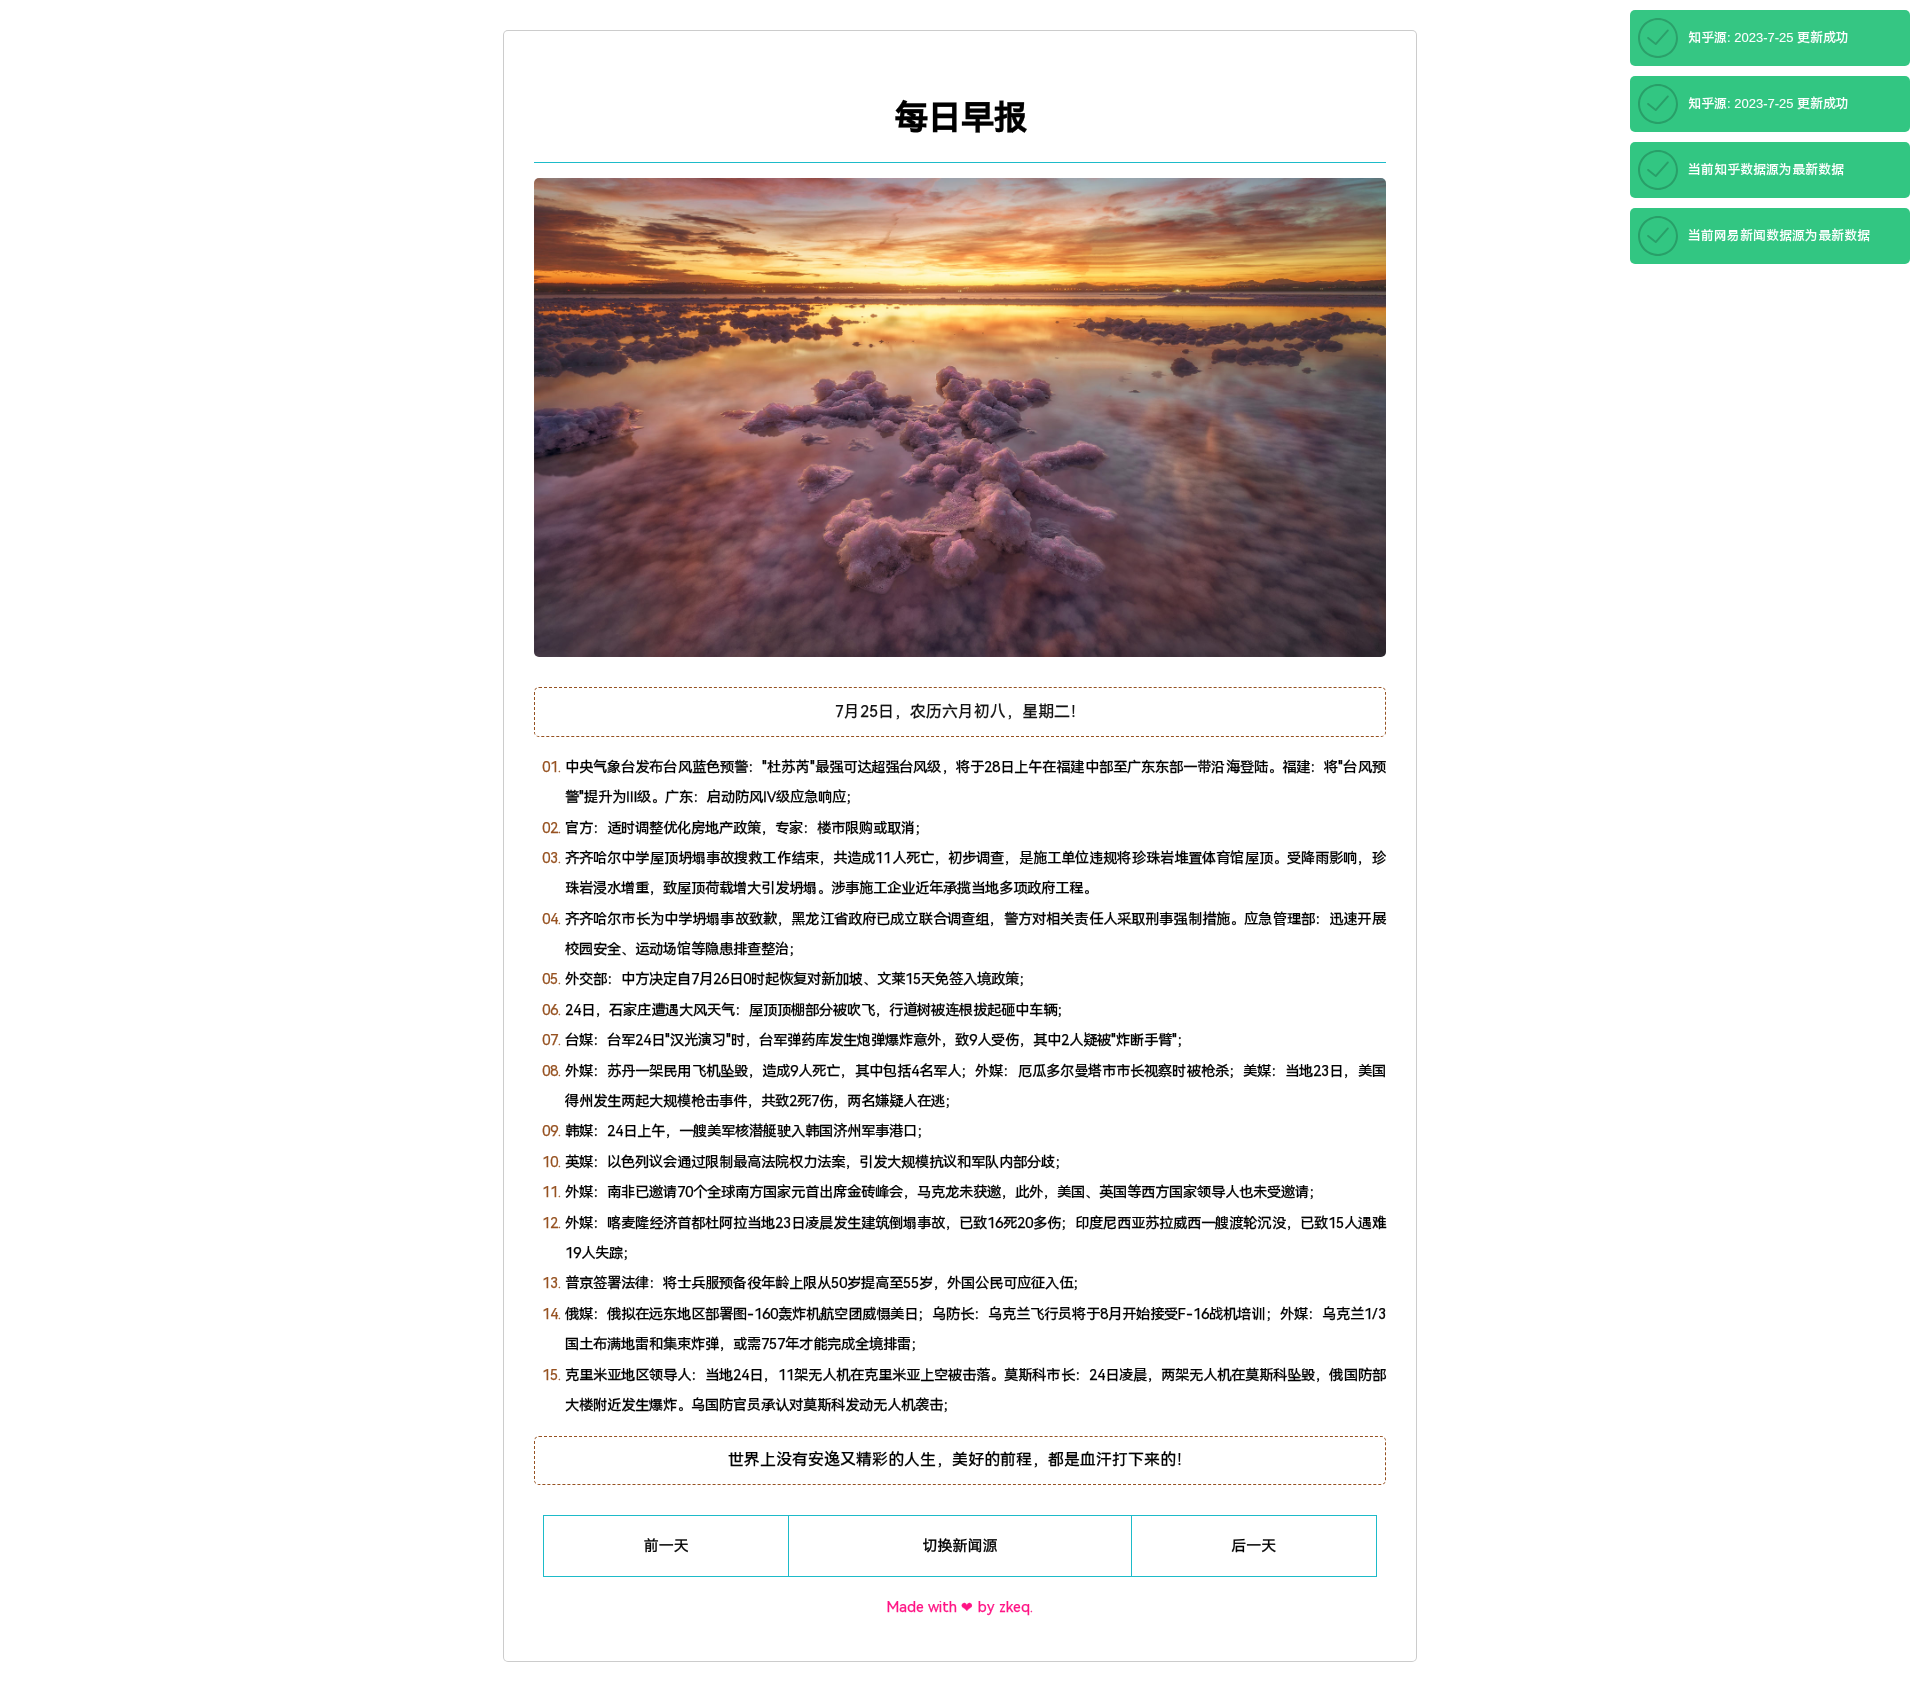 每日早报
7月25日，农历六月初八，星期二！
01. 中央气象台发布台风蓝色预警："杜苏芮"最强可达超强台风级，将于28日上午在福建中部至广东东部一带沿海登陆。福建：将"台风预
警"提升为III级。广东：启动防风IV级应急响应；
02. 官方：适时调整优化房地产政策，专家：楼市限购或取消；
03. 齐齐哈尔中学屋顶坍塌事故搜救工作结束，共造成11人死亡，初步调查，是施工单位违规将珍珠岩堆置体育馆屋顶。受降雨影响，珍
珠岩浸水增重，致屋顶荷载增大引发坍塌。涉事施工企业近年承揽当地多项政府工程。
04. 齐齐哈尔市长为中学坍塌事故致歉，黑龙江省政府已成立联合调查组，警方对相关责任人采取刑事强制措施。应急管理部：迅速开展
校园安全、运动场馆等隐患排查整治；
05. 外交部：中方决定自7月26日0时起恢复对新加坡、文莱15天免签入境政策；
06. 24日，石家庄遭遇大风天气：屋顶顶棚部分被吹飞，行道树被连根拔起砸中车辆；
07. 台媒：台军24日"汉光演习"时，台军弹药库发生炮弹爆炸意外，致9人受伤，其中2人疑被"炸断手臂"；
08. 外媒：苏丹一架民用飞机坠毁，造成9人死亡，其中包括4名军人；外媒：厄瓜多尔曼塔市市长视察时被枪杀；美媒：当地23日，美国
得州发生两起大规模枪击事件，共致2死7伤，两名嫌疑人在逃；
09. 韩媒：24日上午，一艘美军核潜艇驶入韩国济州军事港口；
10. 英媒：以色列议会通过限制最高法院权力法案，引发大规模抗议和军队内部分歧；
11. 外媒：南非已邀请70个全球南方国家元首出席金砖峰会，马克龙未获邀，此外，美国、英国等西方国家领导人也未受邀请；
12. 外媒：喀麦隆经济首都杜阿拉当地23日凌晨发生建筑倒塌事故，已致16死20多伤；印度尼西亚苏拉威西一艘渡轮沉没，已致15人遇难
19人失踪；
13. 普京签署法律：将士兵服预备役年龄上限从50岁提高至55岁，外国公民可应征入伍；
14. 俄媒：俄拟在远东地区部署图-160轰炸机航空团威慑美日；乌防长：乌克兰飞行员将于8月开始接受F-16战机培训；外媒：乌克兰1/3
国土布满地雷和集束炸弹，或需757年才能完成全境排雷；
15. 克里米亚地区领导人：当地24日，11架无人机在克里米亚上空被击落。莫斯科市长：24日凌晨，两架无人机在莫斯科坠毁，俄国防部
大楼附近发生爆炸。乌国防官员承认对莫斯科发动无人机袭击；
世界上没有安逸又精彩的人生，美好的前程，都是血汗打下来的！
前一天
切换新闻源
后一天
Made with ❤ by zkeq.
知乎源: 2023-7-25 更新成功
知乎源: 2023-7-25 更新成功
当前知乎数据源为最新数据
当前网易新闻数据源为最新数据